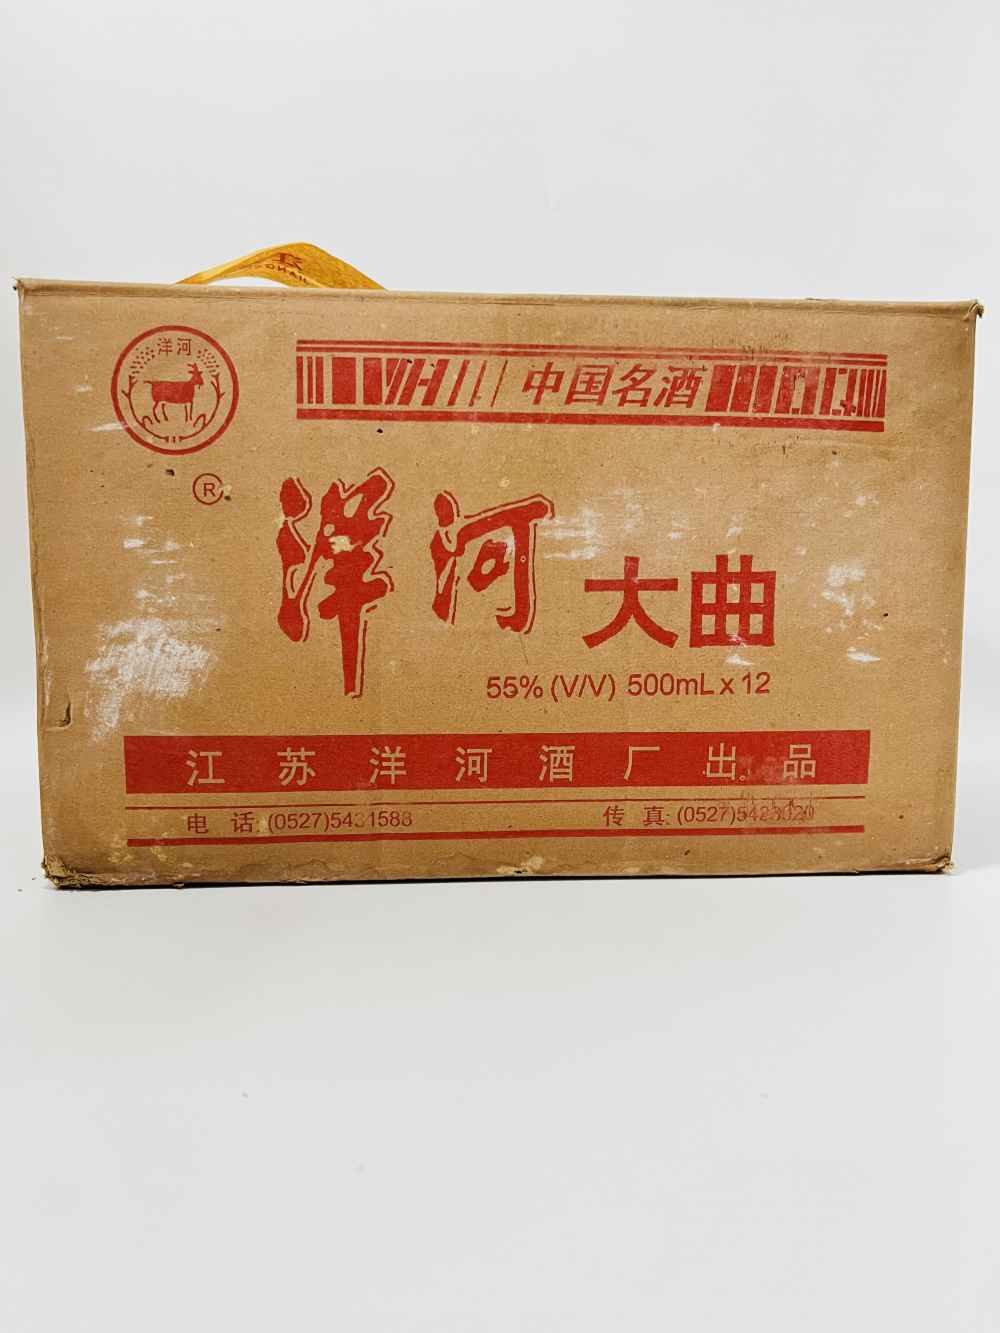 洋河
中国名酒
®
洋河大曲
55% (V/V) 500mL x 12
江苏洋河酒厂出品
电话: (0527)5431588
传真: (0527)5423020